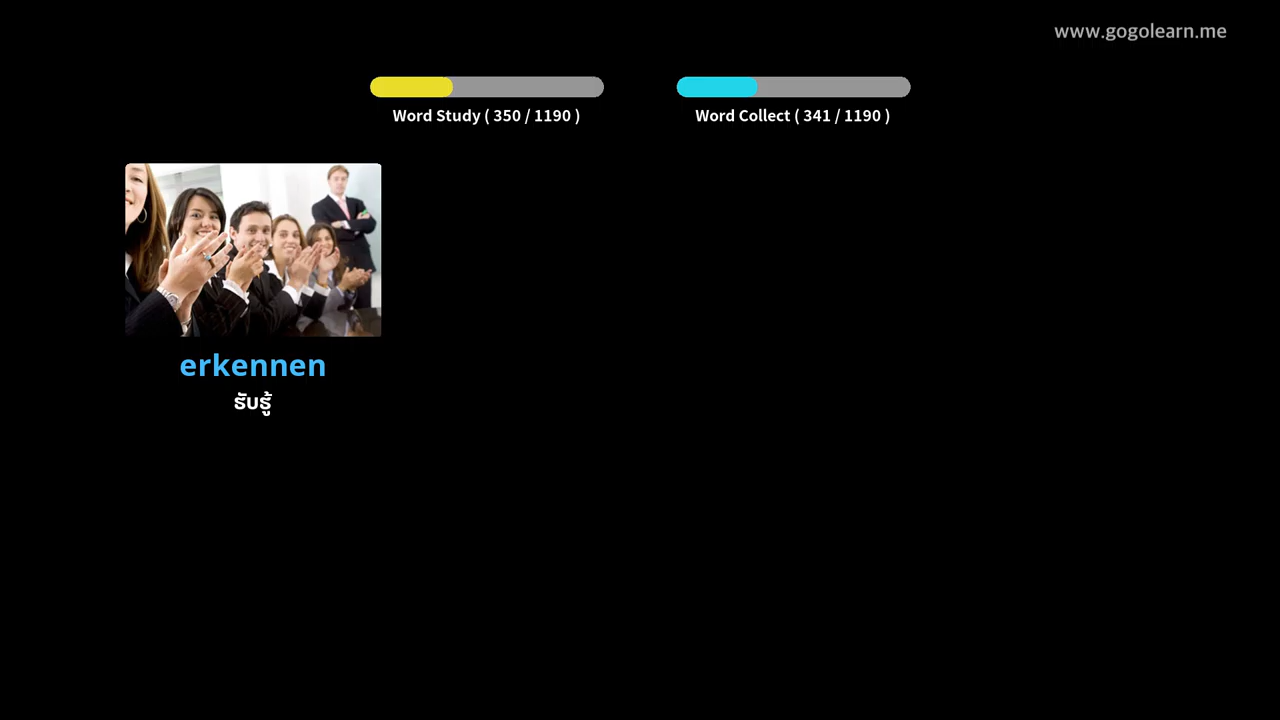 www.gogolearn.me
Word Study ( 350 / 1190 )
Word Collect ( 341 / 1190 )
erkennen
รับรู้